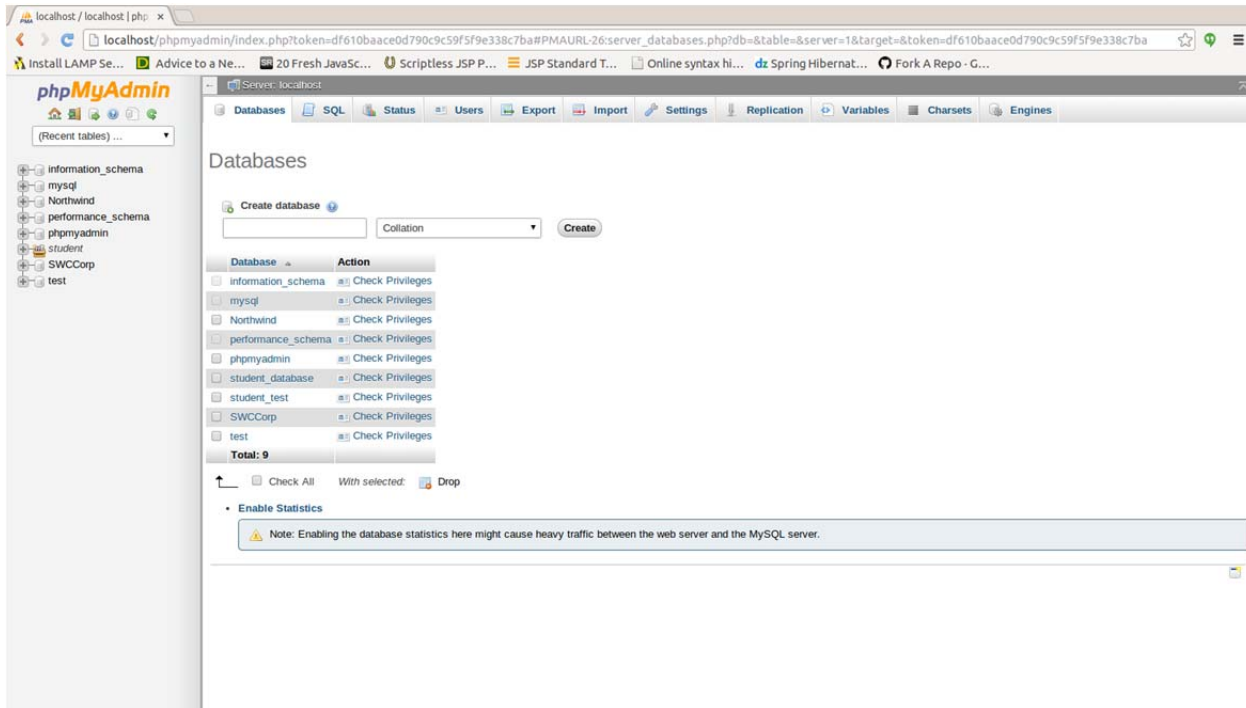 localhost / localhost | php
localhost/phpmyadmin/index.php?token=df610baace0d790c9c59f5f9e338c7ba#PMAURL-26:server_databases.php?db=&table=&server=1&target=&token=df610baace0d790c9c59f5f9e338c7ba
Install LAMP Se... Advice to a Ne... 20 Fresh JavaSc... Scriptless JSP P... JSP Standard T... Online syntax hi... dz Spring Hibernat... Fork A Repo - G...
phpMyAdmin
(Recent tables) ...
information_schema
mysql
Northwind
performance_schema
phpmyadmin
student
SWCCorp
test
Server: localhost
Databases SQL Status Users Export Import Settings Replication Variables Charsets Engines
Databases
Create database
Collation Create
Database Action
information_schema Check Privileges
mysql Check Privileges
Northwind Check Privileges
performance_schema Check Privileges
phpmyadmin Check Privileges
student_database Check Privileges
student_test Check Privileges
SWCCorp Check Privileges
test Check Privileges
Total: 9
Check All With selected: Drop
• Enable Statistics
Note: Enabling the database statistics here might cause heavy traffic between the web server and the MySQL server.